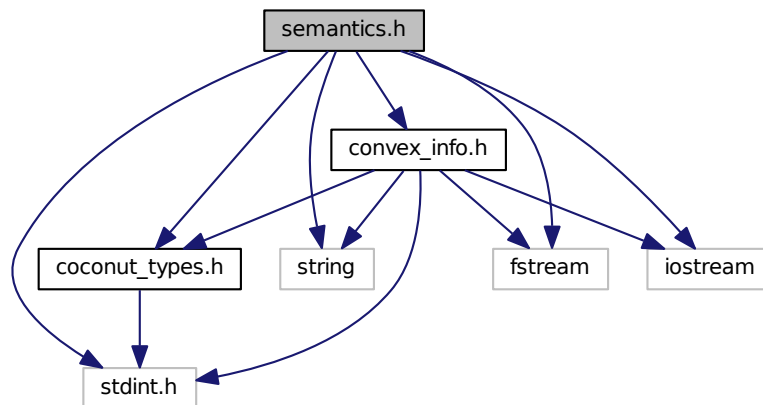 semantics.h
convex_info.h
coconut_types.h
string
fstream
iostream
stdint.h